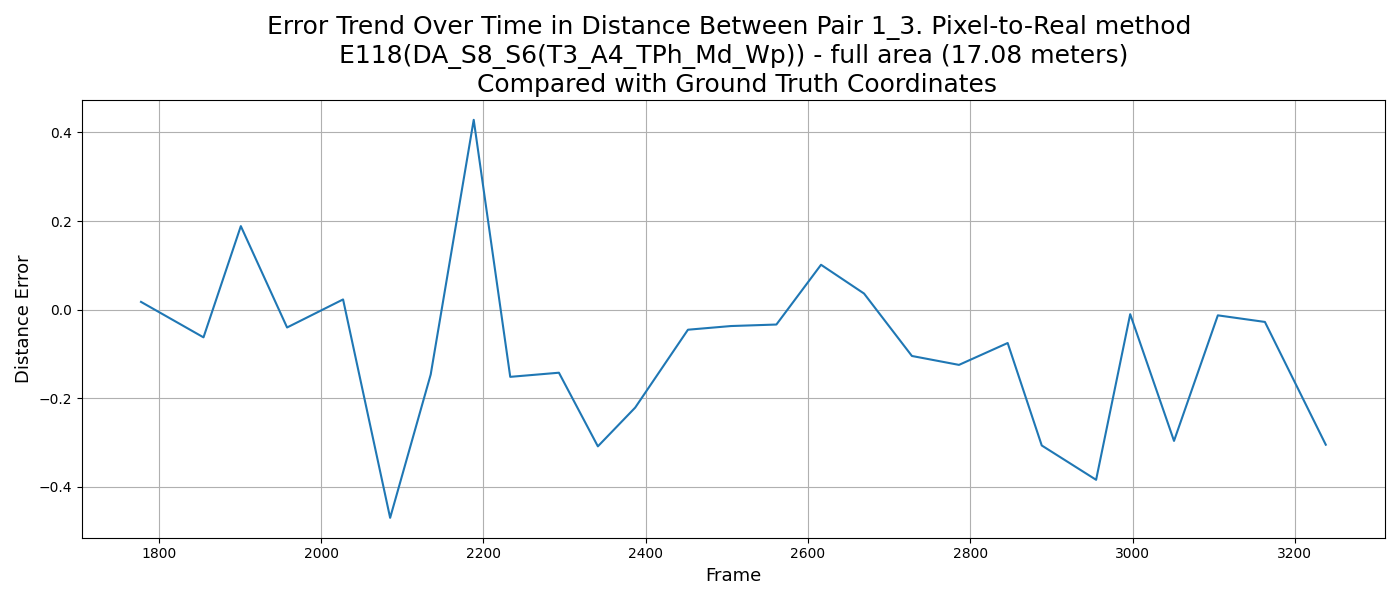 Error Trend Over Time in Distance Between Pair 1_3. Pixel-to-Real method
E118(DA_S8_S6(T3_A4_TPh_Md_Wp)) - full area (17.08 meters)
Compared with Ground Truth Coordinates
Distance Error
0.4
0.2
0.0
−0.2
−0.4
1800 2000 2200 2400 2600 2800 3000 3200
Frame